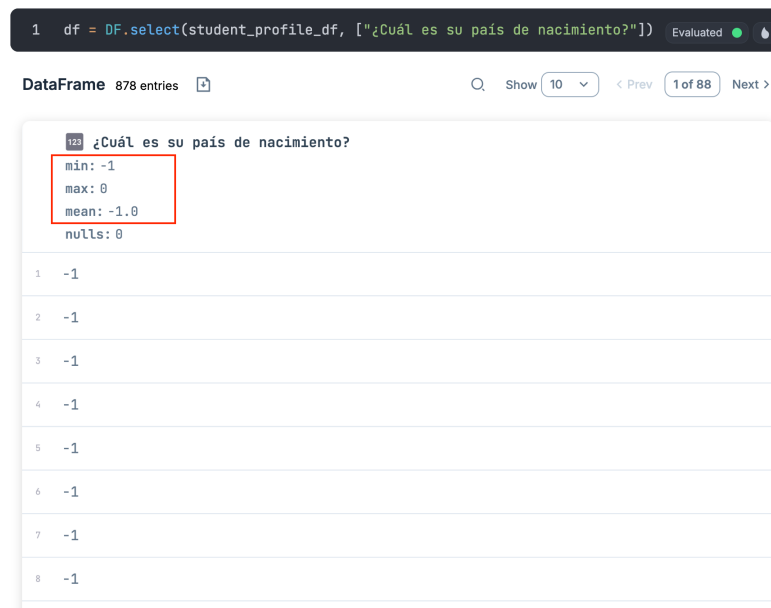 1 df = DF.select(student_profile_df, ["¿Cuál es su país de nacimiento?"]) Evaluated
DataFrame 878 entries Show 10 < Prev 1 of 88 Next >
123 ¿Cuál es su país de nacimiento?
min: -1
max: 0
mean: -1.0
nulls: 0
1 -1
2 -1
3 -1
4 -1
5 -1
6 -1
7 -1
8 -1